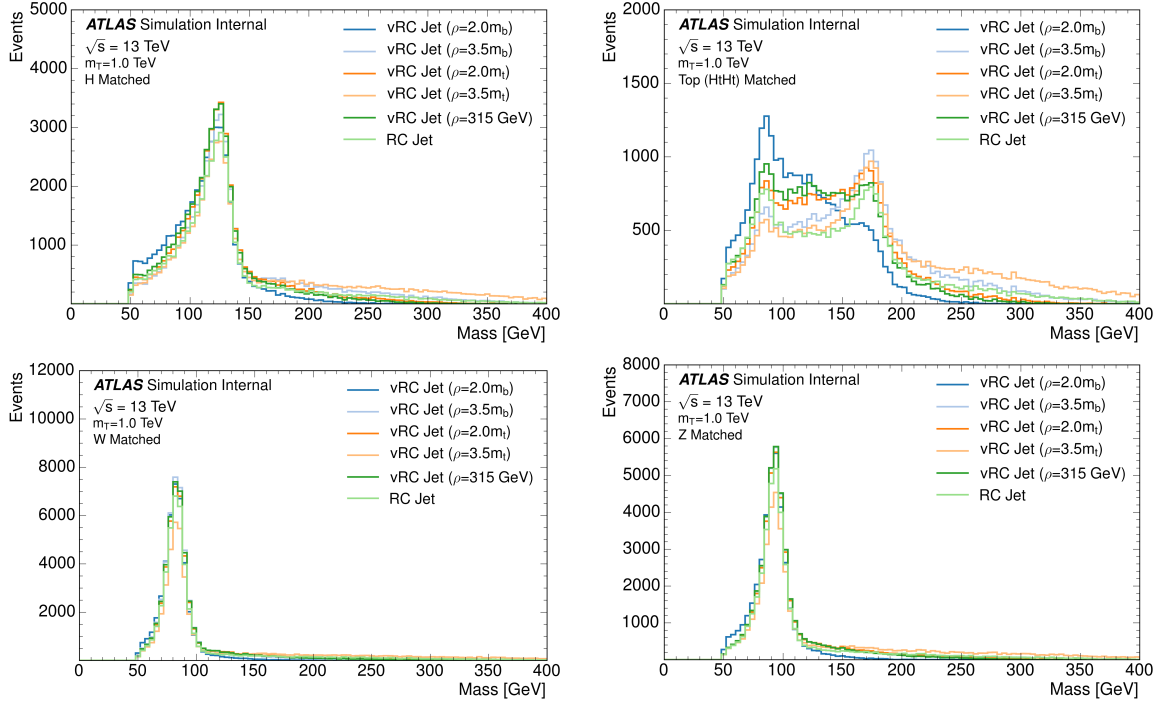 Events
5000
4000
3000
2000
1000
0
ATLAS Simulation Internal
√s = 13 TeV
m_T=1.0 TeV
H Matched
vRC Jet (ρ=2.0m_b)
vRC Jet (ρ=3.5m_b)
vRC Jet (ρ=2.0m_t)
vRC Jet (ρ=3.5m_t)
vRC Jet (ρ=315 GeV)
RC Jet
0 50 100 150 200 250 300 350 400
Mass [GeV]
Events
2000
1500
1000
500
0
ATLAS Simulation Internal
√s = 13 TeV
m_T=1.0 TeV
Top (HtHt) Matched
vRC Jet (ρ=2.0m_b)
vRC Jet (ρ=3.5m_b)
vRC Jet (ρ=2.0m_t)
vRC Jet (ρ=3.5m_t)
vRC Jet (ρ=315 GeV)
RC Jet
0 50 100 150 200 250 300 350 400
Mass [GeV]
Events
12000
10000
8000
6000
4000
2000
ATLAS Simulation Internal
√s = 13 TeV
m_T=1.0 TeV
W Matched
vRC Jet (ρ=2.0m_b)
vRC Jet (ρ=3.5m_b)
vRC Jet (ρ=2.0m_t)
vRC Jet (ρ=3.5m_t)
vRC Jet (ρ=315 GeV)
RC Jet
0 50 100 150 200 250 300 350 400
Mass [GeV]
Events
8000
7000
6000
5000
4000
3000
2000
1000
0
ATLAS Simulation Internal
√s = 13 TeV
m_T=1.0 TeV
Z Matched
vRC Jet (ρ=2.0m_b)
vRC Jet (ρ=3.5m_b)
vRC Jet (ρ=2.0m_t)
vRC Jet (ρ=3.5m_t)
vRC Jet (ρ=315 GeV)
RC Jet
0 50 100 150 200 250 300 350 400
Mass [GeV]